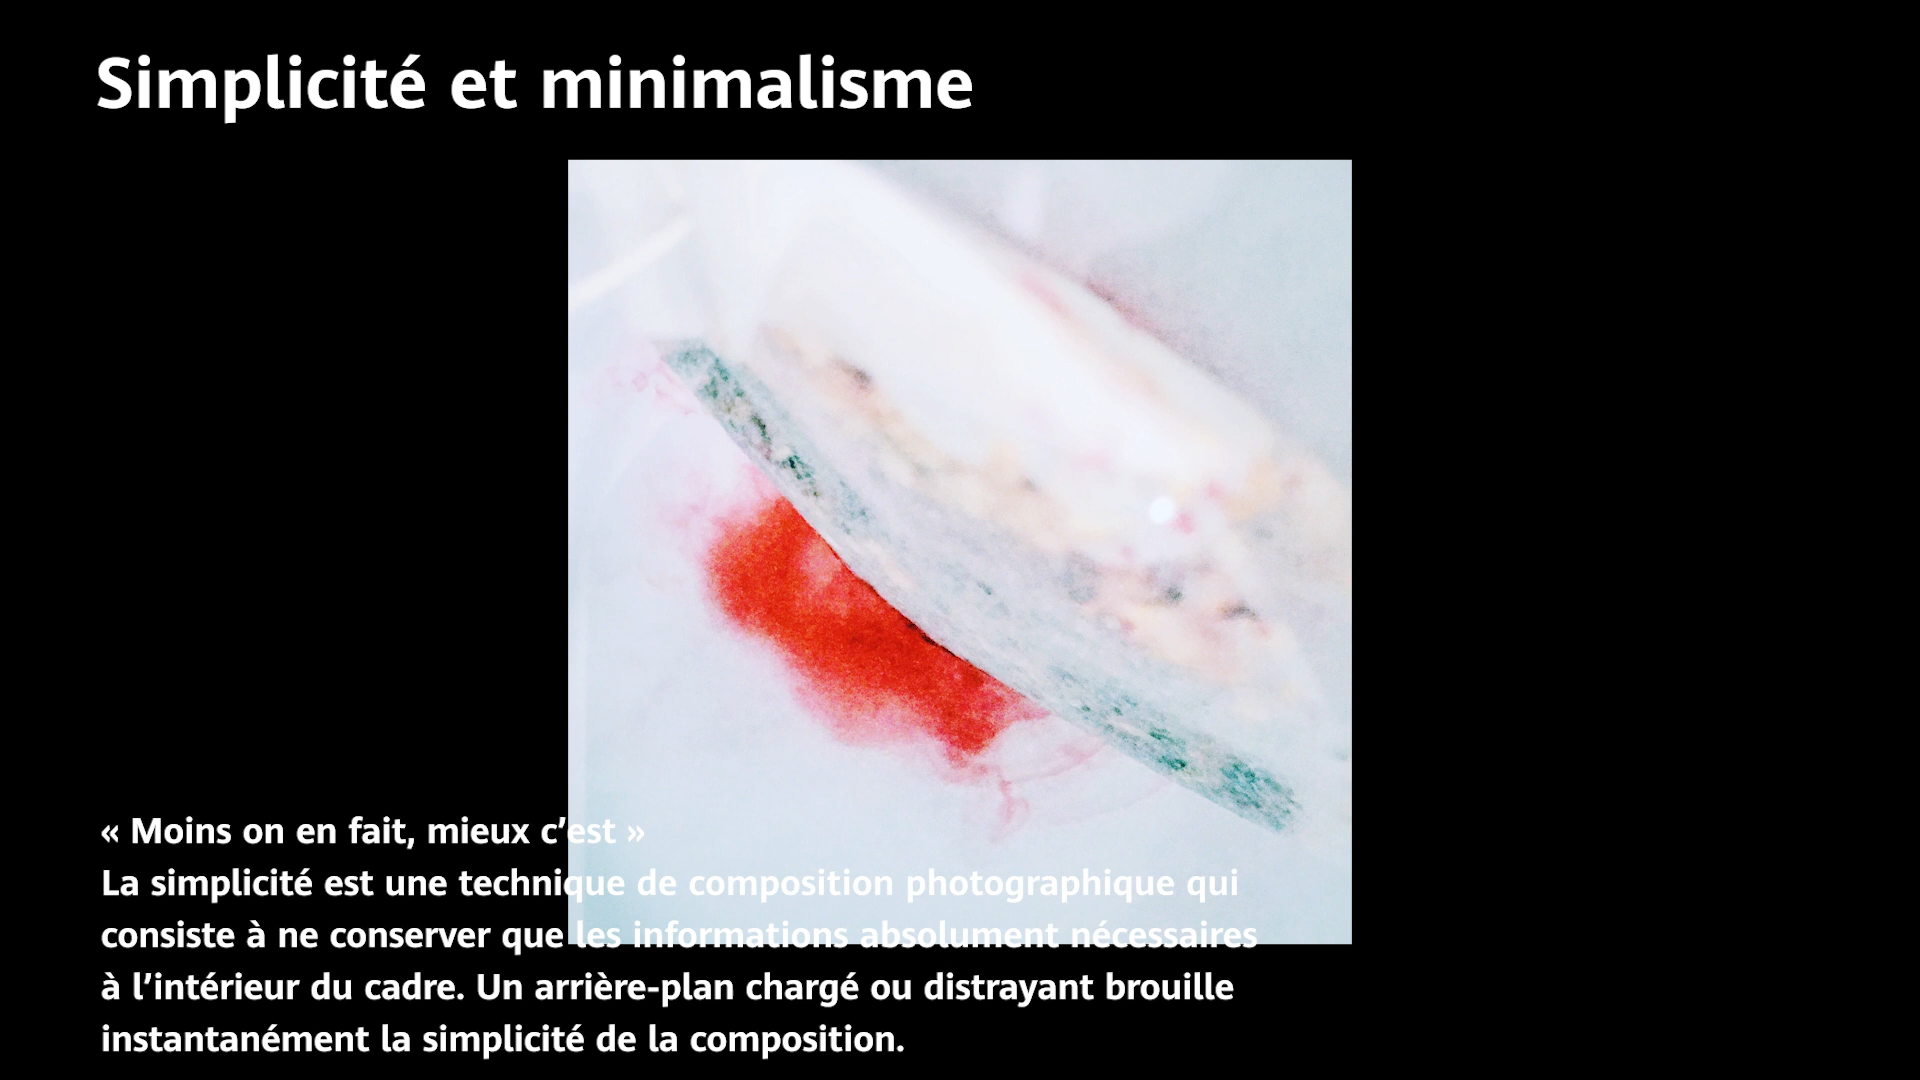 Simplicité et minimalisme
« Moins on en fait, mieux c’est »
La simplicité est une technique de composition photographique qui
consiste à ne conserver que les informations absolument nécessaires
à l’intérieur du cadre. Un arrière-plan chargé ou distrayant brouille
instantanément la simplicité de la composition.